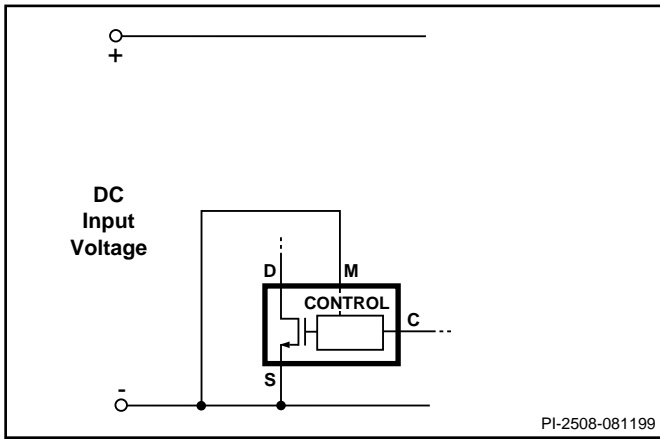 +
DC
Input
Voltage
D
M
CONTROL
C
S
-
PI-2508-081199